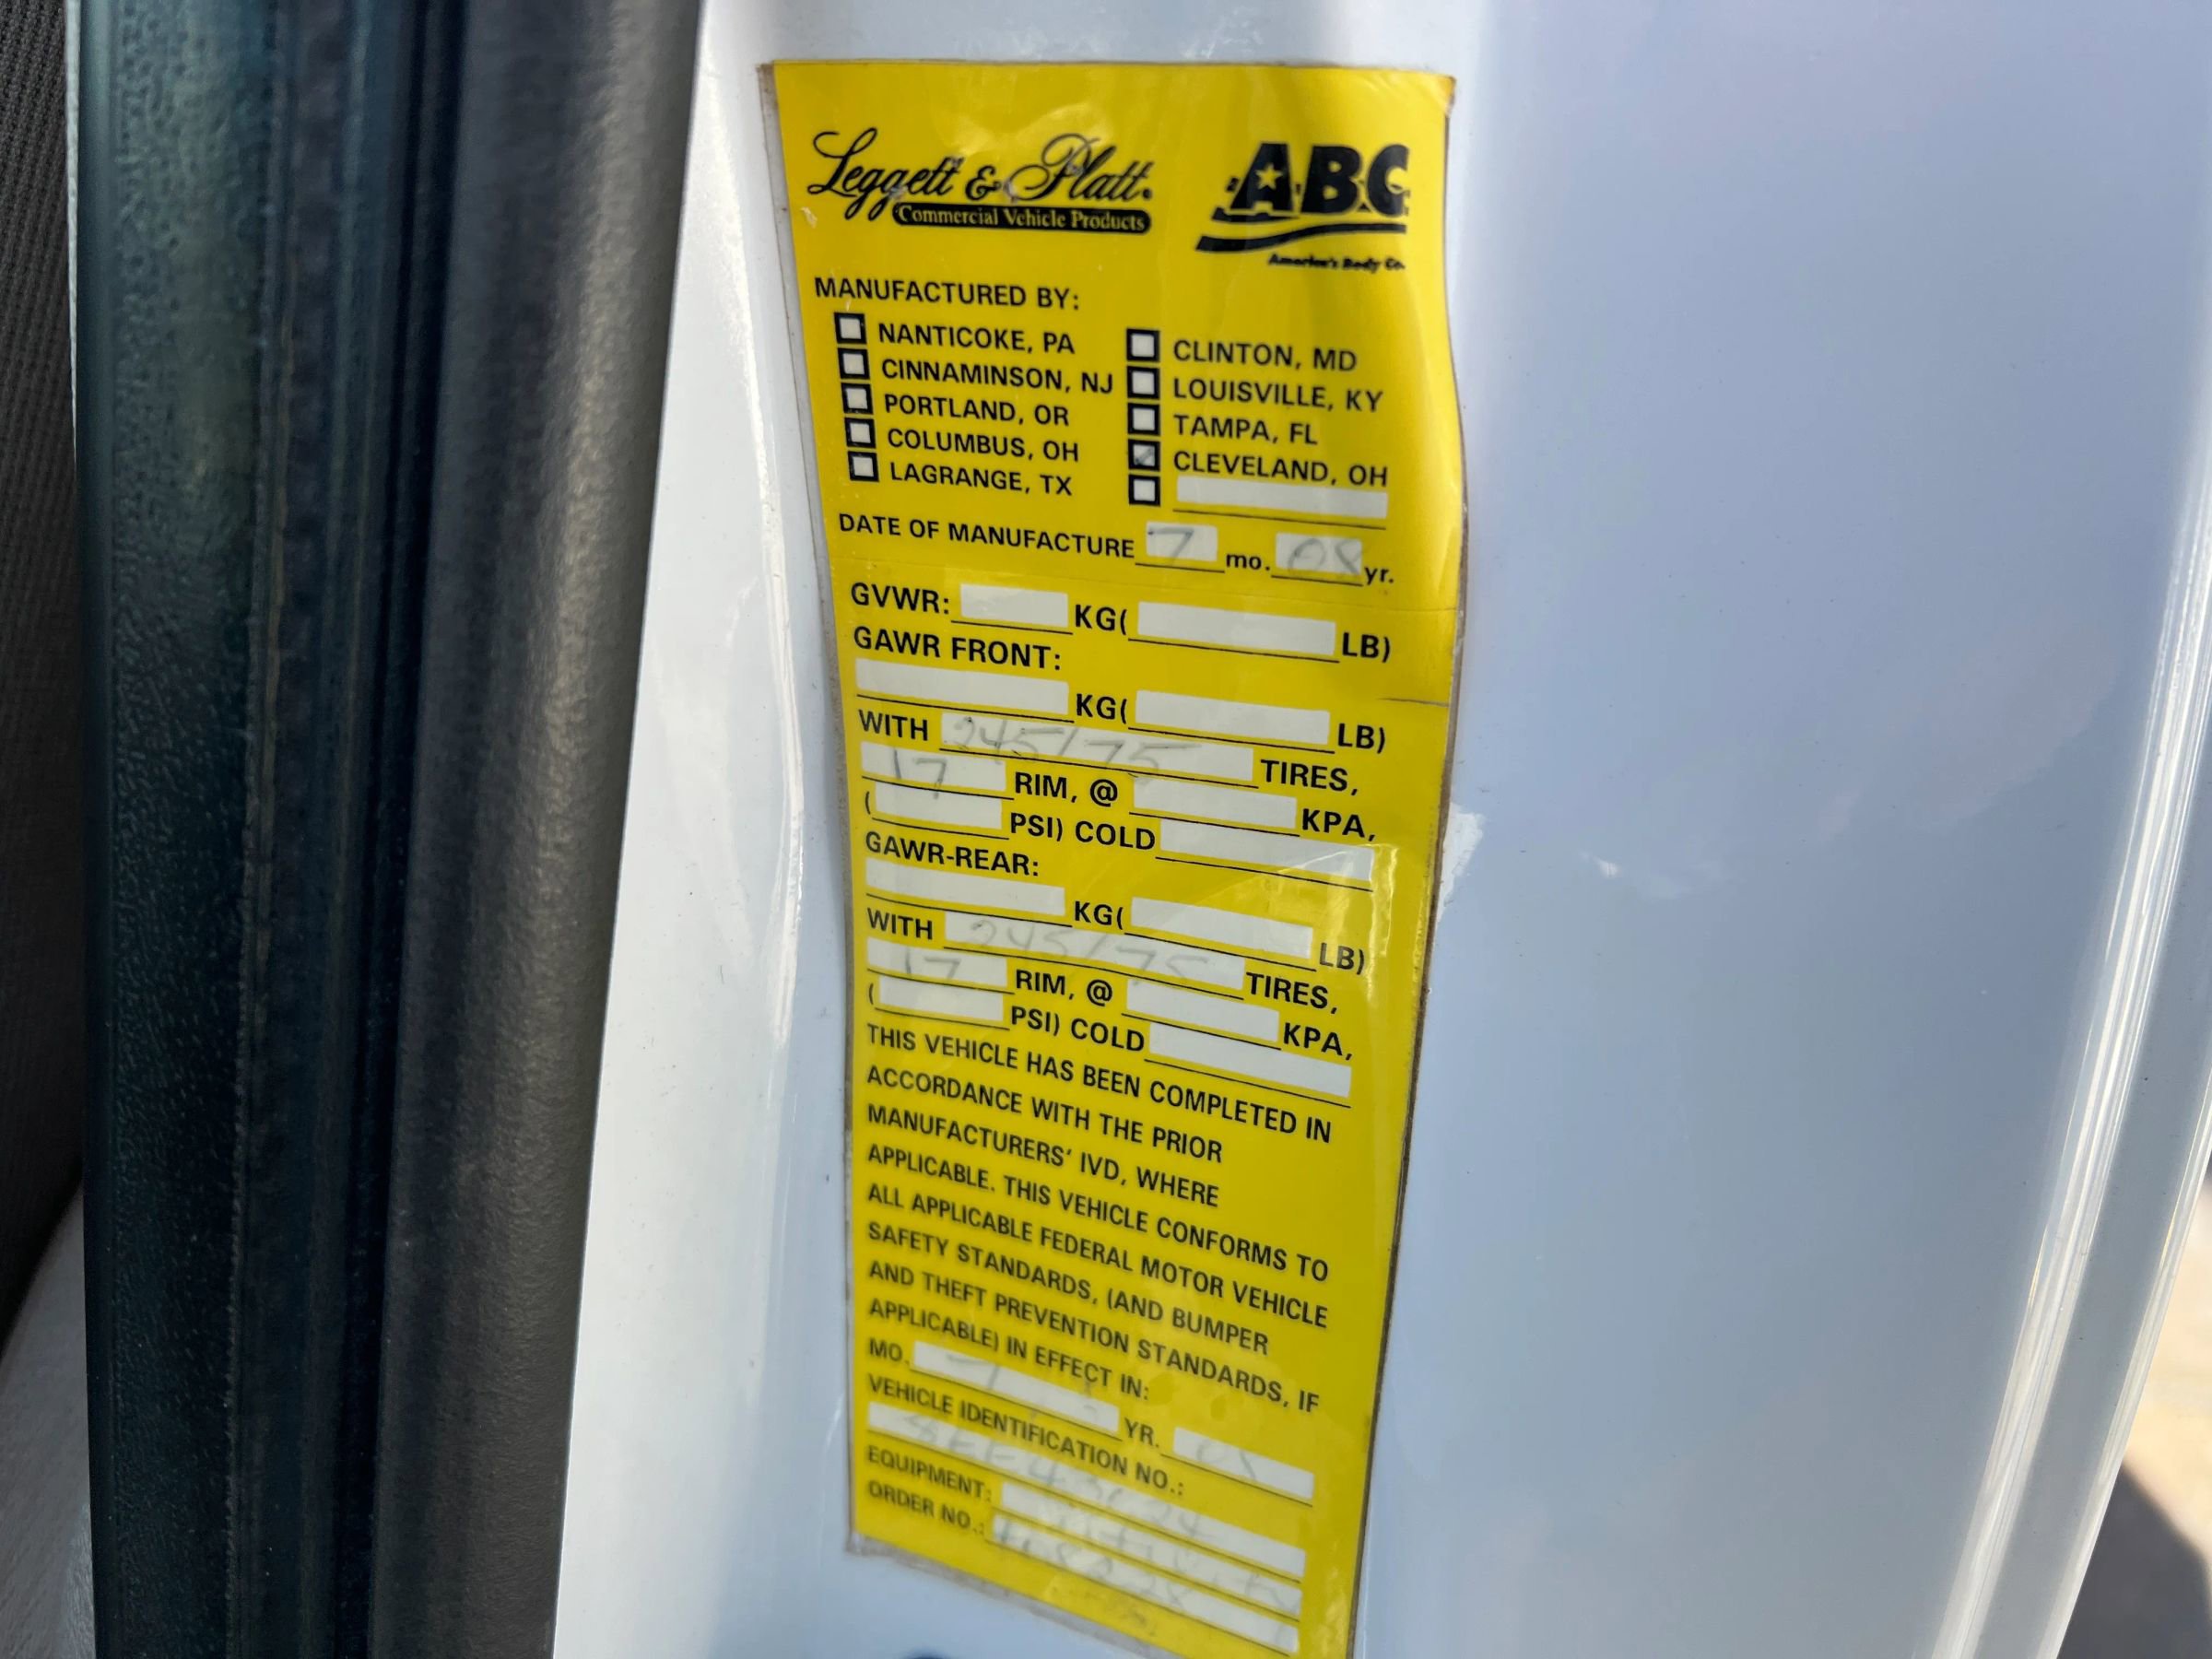 Leggett & Platt.
Commercial Vehicle Products
ABC
America's Body Co.
MANUFACTURED BY:
NANTICOKE, PA
CINNAMINSON, NJ
PORTLAND, OR
COLUMBUS, OH
LAGRANGE, TX
CLINTON, MD
LOUISVILLE, KY
TAMPA, FL
CLEVELAND, OH
DATE OF MANUFACTURE 7 mo. 08 yr.
GVWR: KG( LB)
GAWR FRONT:
KG( LB)
WITH 245/75 TIRES,
17 RIM, @ KPA,
( PSI) COLD
GAWR-REAR:
KG( LB)
WITH 245/75 TIRES,
17 RIM, @ KPA,
( PSI) COLD
THIS VEHICLE HAS BEEN COMPLETED IN
ACCORDANCE WITH THE PRIOR
MANUFACTURERS' IVD, WHERE
APPLICABLE. THIS VEHICLE CONFORMS TO
ALL APPLICABLE FEDERAL MOTOR VEHICLE
SAFETY STANDARDS, (AND BUMPER
AND THEFT PREVENTION STANDARDS, IF
APPLICABLE) IN EFFECT IN:
MO. 7 YR. 08
VEHICLE IDENTIFICATION NO.:
EQUIPMENT:
ORDER NO.: